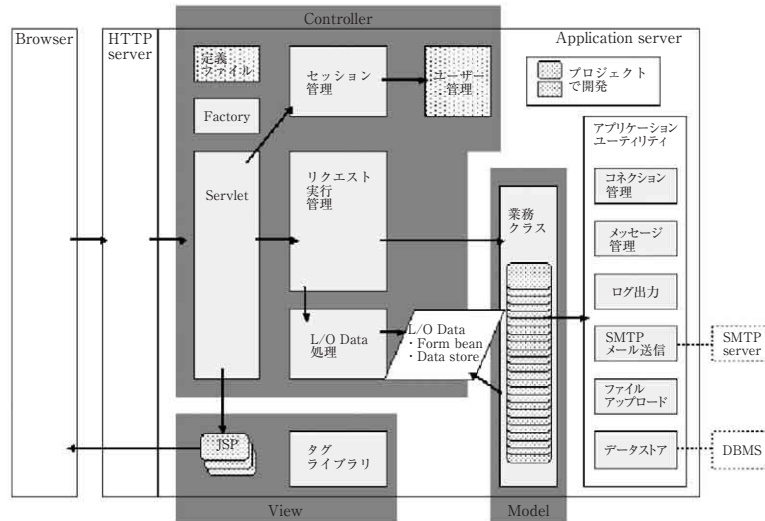 Controller
Browser
HTTP
server
Application server
定義
ファイル
セッション
管理
ユーザー
管理
プロジェクト
で開発
Factory
アプリケーション
ユーティリティ
Servlet
リクエスト
実行
管理
業務
クラス
コネクション
管理
メッセージ
管理
ログ出力
L/O Data
処理
L/O Data
・Form bean
・Data store
SMTP
メール送信
SMTP
server
ファイル
アップロード
JSP
タグ
ライブラリ
データストア
DBMS
View
Model